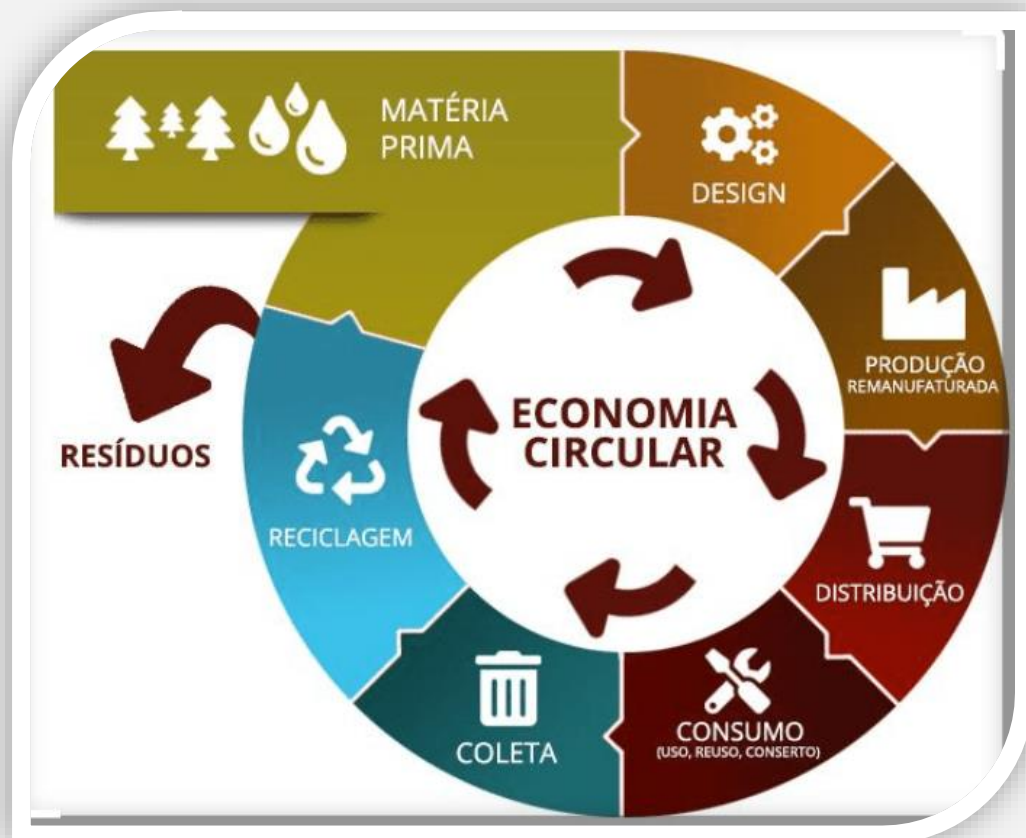 MATÉRIA
PRIMA
DESIGN
PRODUÇÃO
REMANUFATURADA
DISTRIBUIÇÃO
CONSUMO
(USO, REUSO, CONSERTO)
COLETA
RECICLAGEM
RESÍDUOS
ECONOMIA
CIRCULAR